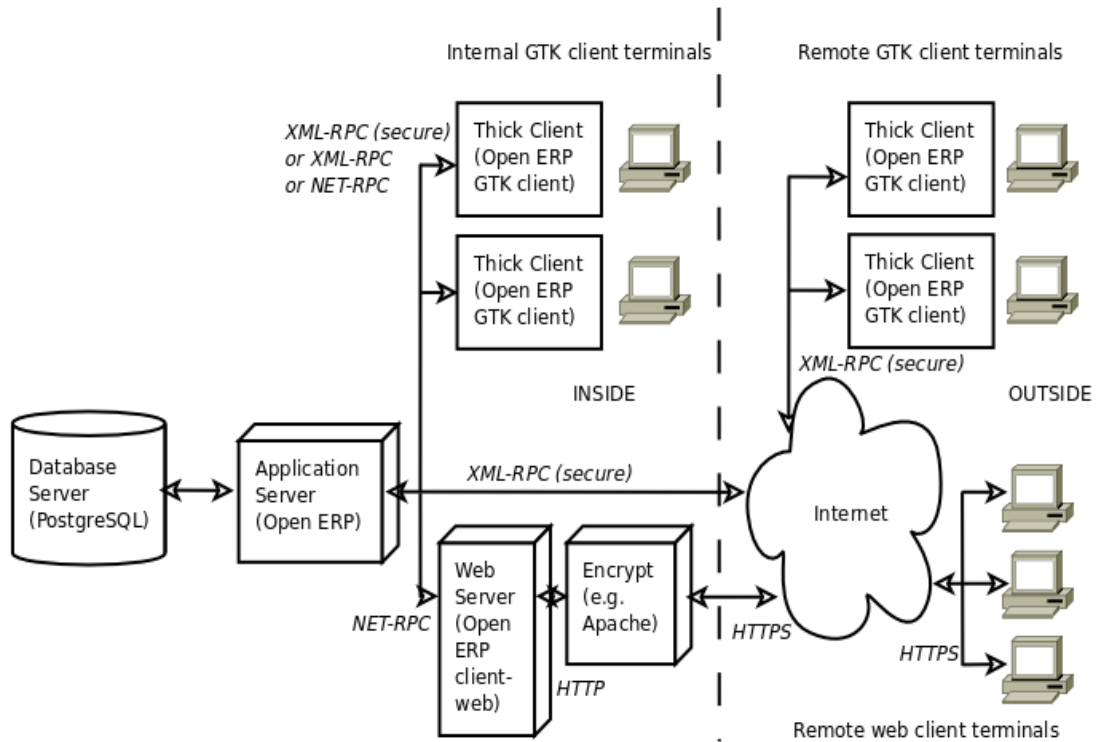 Internal GTK client terminals
Remote GTK client terminals
XML-RPC (secure)
or XML-RPC
or NET-RPC
Thick Client
(Open ERP
GTK client)
Thick Client
(Open ERP
GTK client)
Thick Client
(Open ERP
GTK client)
Thick Client
(Open ERP
GTK client)
XML-RPC (secure)
INSIDE
OUTSIDE
Database
Server
(PostgreSQL)
Application
Server
(Open ERP)
XML-RPC (secure)
Internet
Web
Server
(Open
ERP
client-
web)
Encrypt
(e.g.
Apache)
NET-RPC
HTTP
HTTPS
HTTPS
Remote web client terminals